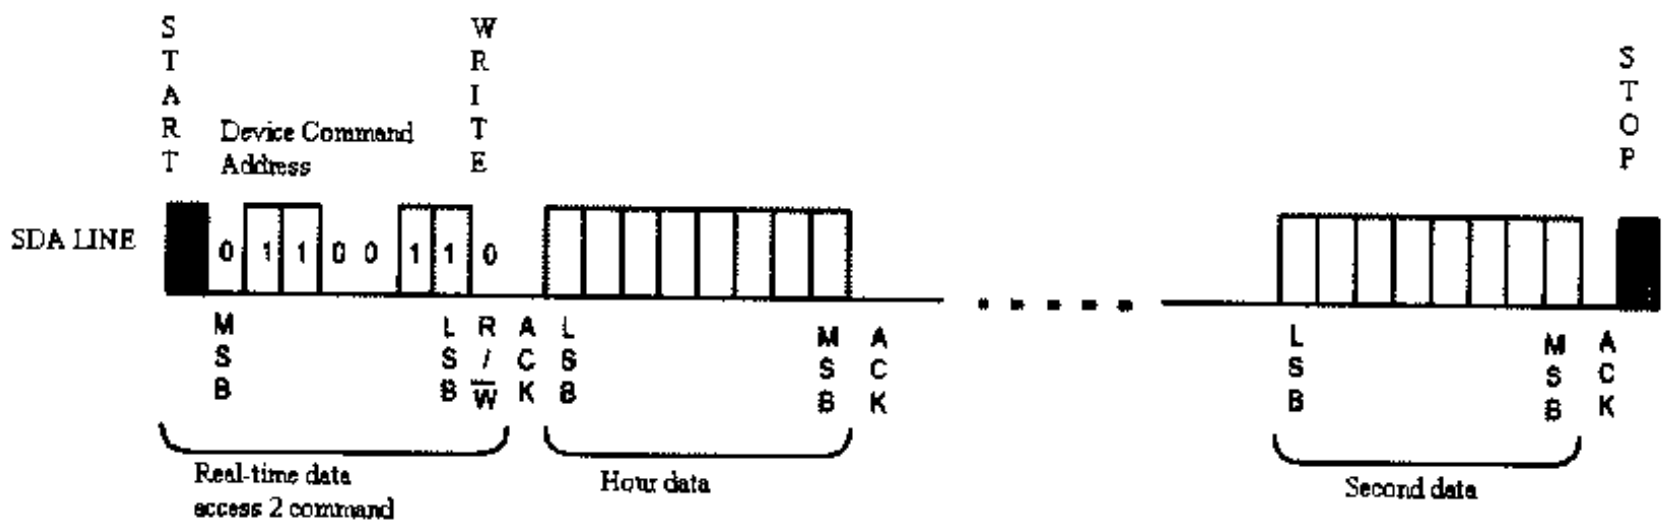 START
WRITE
STOP
Device Command
Address
SDA LINE
0 1 1 0 0 1 1 0
MSB
LSB
R/W
ACK
LSB
MSB
ACK
LSB
MSB
ACK
Real-time data
access 2 command
Hour data
Second data